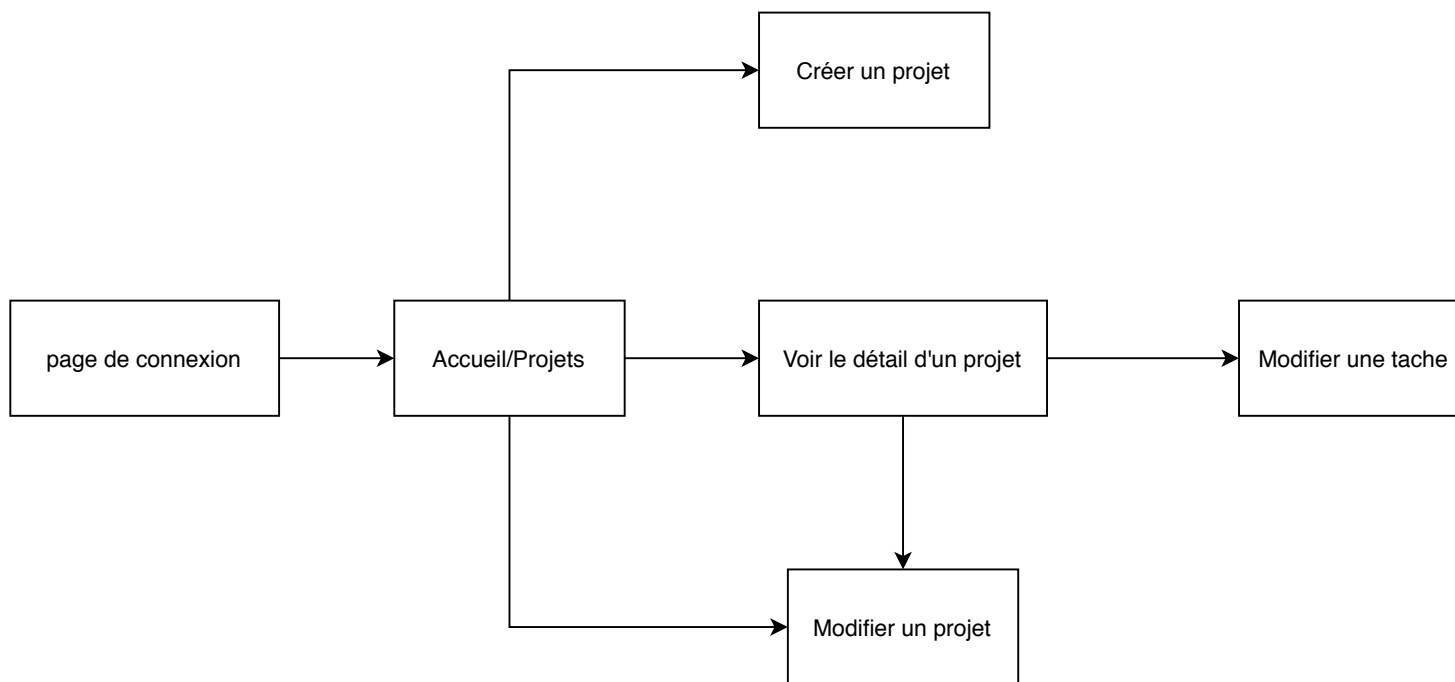 Créer un projet
page de connexion
Accueil/Projets
Voir le détail d'un projet
Modifier une tache
Modifier un projet